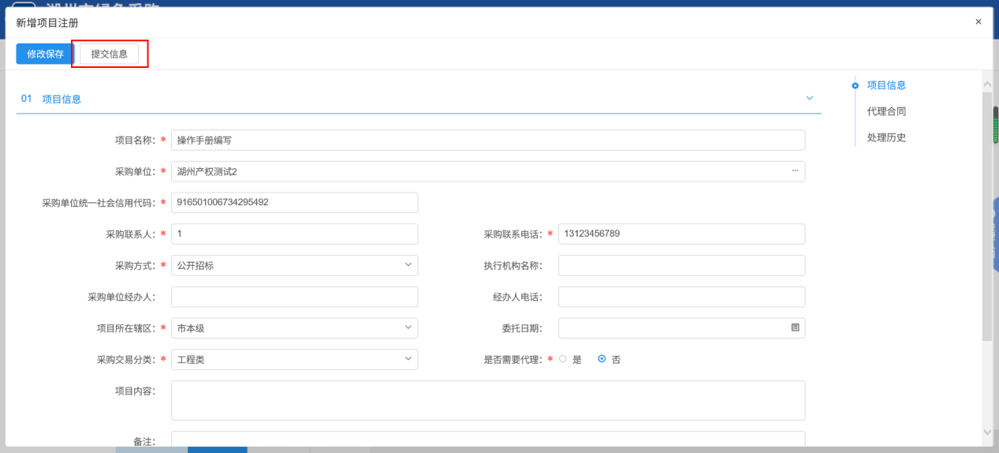 新增项目注册
×
修改保存
提交信息
01 项目信息
项目信息
代理合同
处理历史
项目名称: * 操作手册编写
采购单位: * 湖州产权测试2 ...
采购单位统一社会信用代码: * 916501006734295492
采购联系人: * 1 采购联系电话: * 13123456789
采购方式: * 公开招标 执行机构名称:
采购单位经办人: 经办人电话:
项目所在辖区: * 市本级 委托日期:
采购交易分类: * 工程类 是否需要代理: * 是 否
项目内容:
备注: